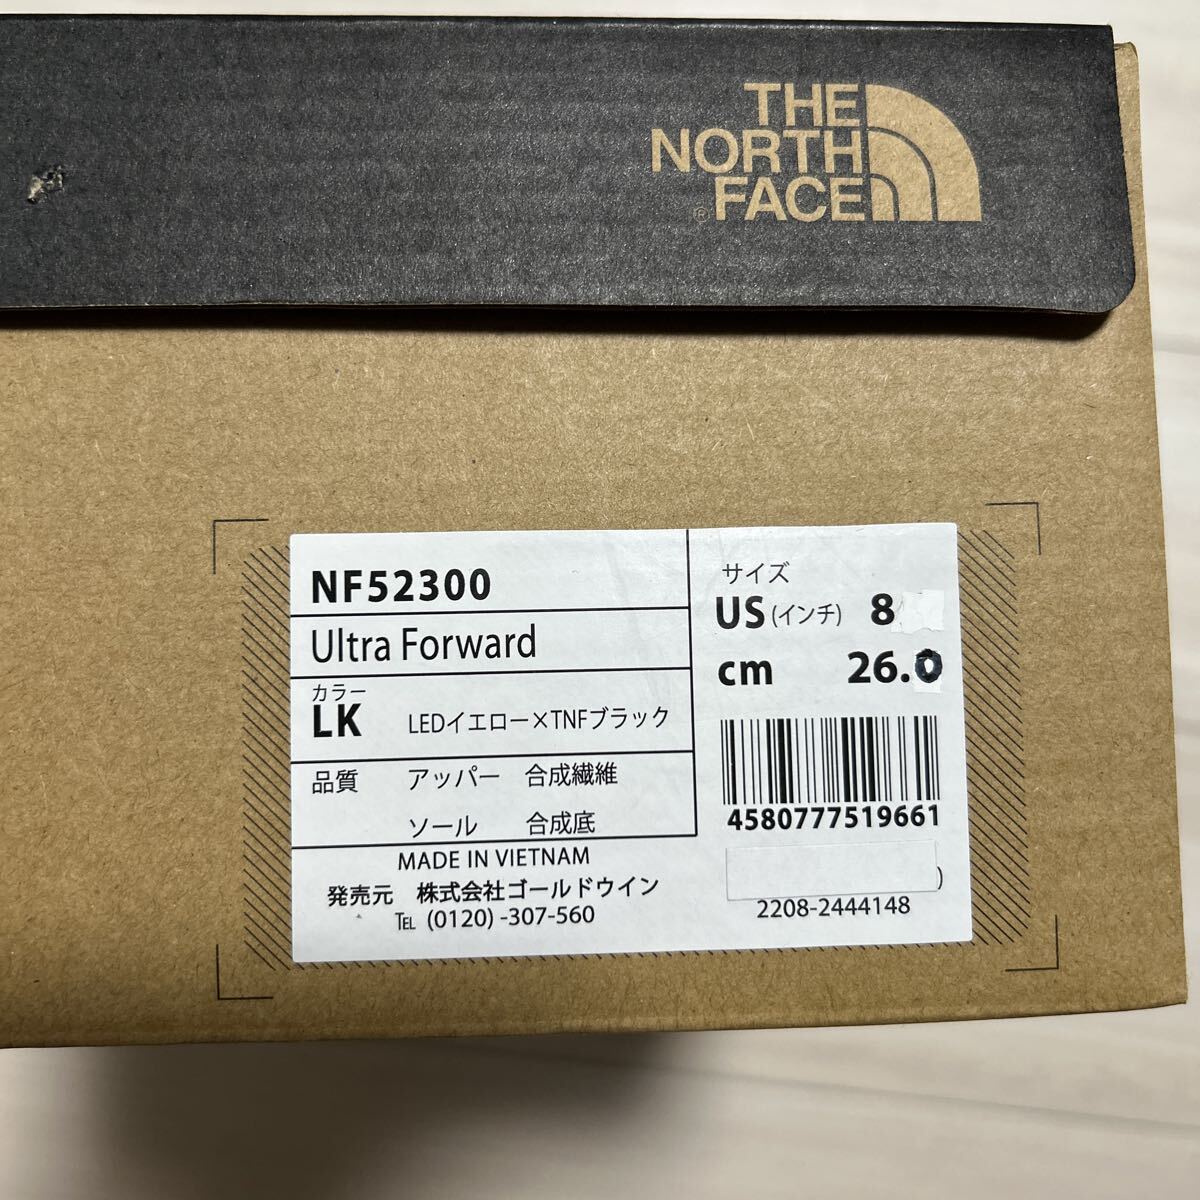 THE
NORTH
FACE
®
NF52300
Ultra Forward
カラー
LK LEDイエロー×TNFブラック
品質 アッパー 合成繊維
ソール 合成底
MADE IN VIETNAM
発売元 株式会社ゴールドウイン
TEL (0120) -307-560
サイズ
US (インチ) 8
cm 26.0
4580777519661
)
2208-2444148